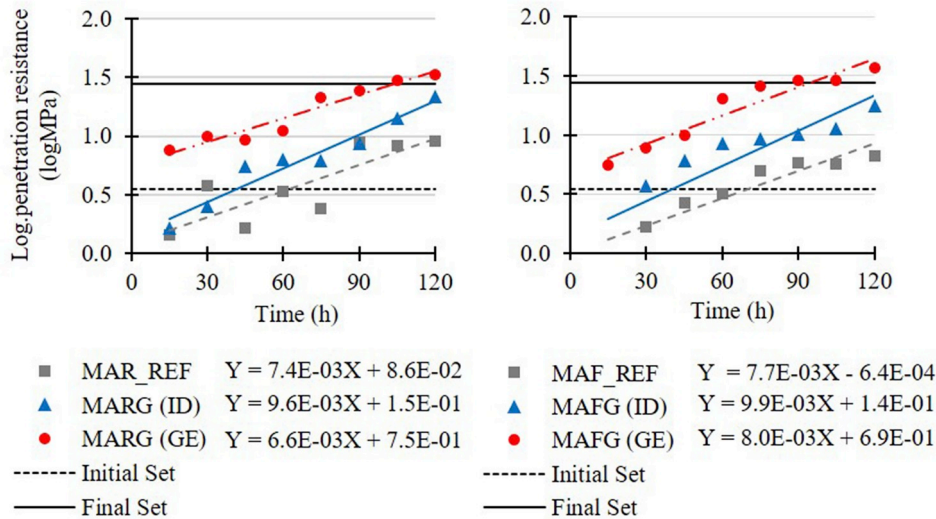 Log.penetration resistance
(logMPa)
2.0
1.5
1.0
0.5
0.0
0 30 60 90 120
Time (h)
2.0
1.5
1.0
0.5
0.0
0 30 60 90 120
Time (h)
MAR_REF Y = 7.4E-03X + 8.6E-02
MARG (ID) Y = 9.6E-03X + 1.5E-01
MARG (GE) Y = 6.6E-03X + 7.5E-01
Initial Set
Final Set
MAF_REF Y = 7.7E-03X - 6.4E-04
MAFG (ID) Y = 9.9E-03X + 1.4E-01
MAFG (GE) Y = 8.0E-03X + 6.9E-01
Initial Set
Final Set